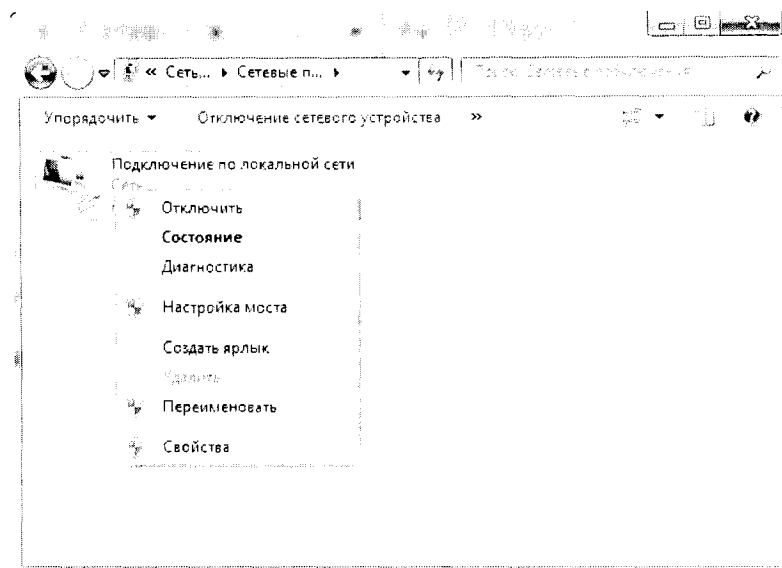 « Сеть... ▸ Сетевые п... ▸
Упорядочить ▾ Отключение сетевого устройства »
Подключение по локальной сети
Сеть
Отключить
Состояние
Диагностика
Настройка моста
Создать ярлык
Удалить
Переименовать
Свойства